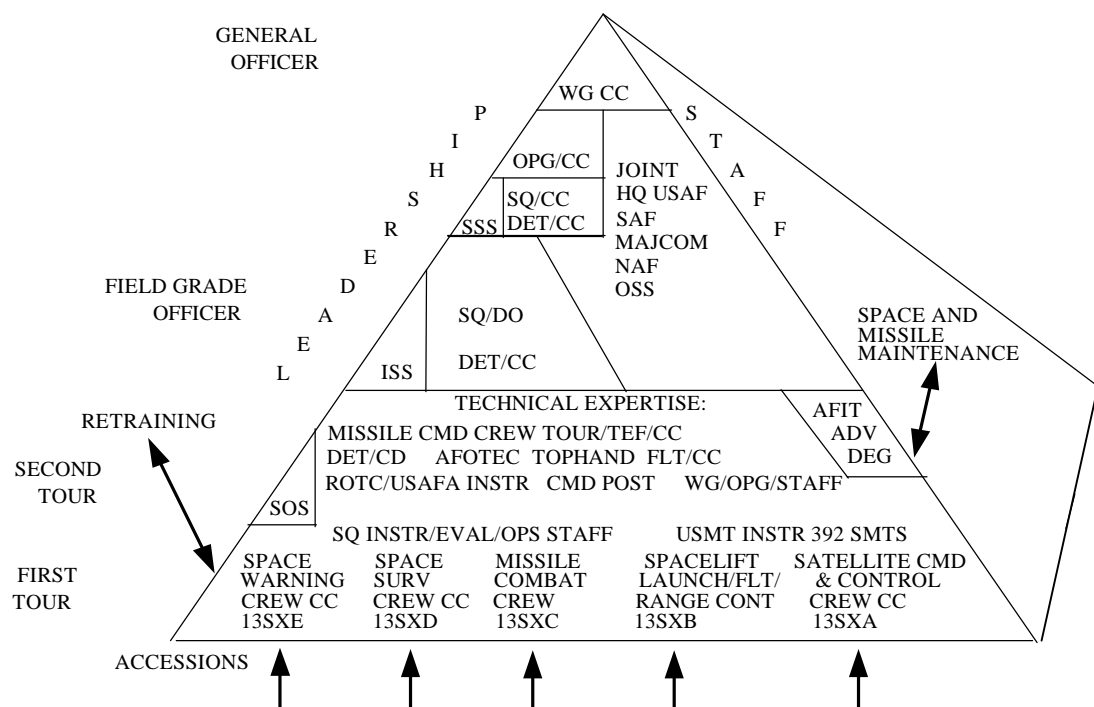 GENERAL
OFFICER
WG CC
LEADERSHIP
STAFF
OPG/CC
JOINT
HQ USAF
SAF
MAJCOM
NAF
OSS
SSS
SQ/CC
DET/CC
FIELD GRADE
OFFICER
SQ/DO
DET/CC
ISS
SPACE AND
MISSILE
MAINTENANCE
RETRAINING
TECHNICAL EXPERTISE:
MISSILE CMD CREW TOUR/TEF/CC
DET/CD AFOTEC TOPHAND FLT/CC
ROTC/USAFA INSTR CMD POST WG/OPG/STAFF
AFIT
ADV
DEG
SECOND
TOUR
SOS
SQ INSTR/EVAL/OPS STAFF USMT INSTR 392 SMTS
FIRST
TOUR
SPACE
WARNING
CREW CC
13SXE
SPACE
SURV
CREW CC
13SXD
MISSILE
COMBAT
CREW
13SXC
SPACELIFT
LAUNCH/FLT/
RANGE CONT
13SXB
SATELLITE CMD
& CONTROL
CREW CC
13SXA
ACCESSIONS